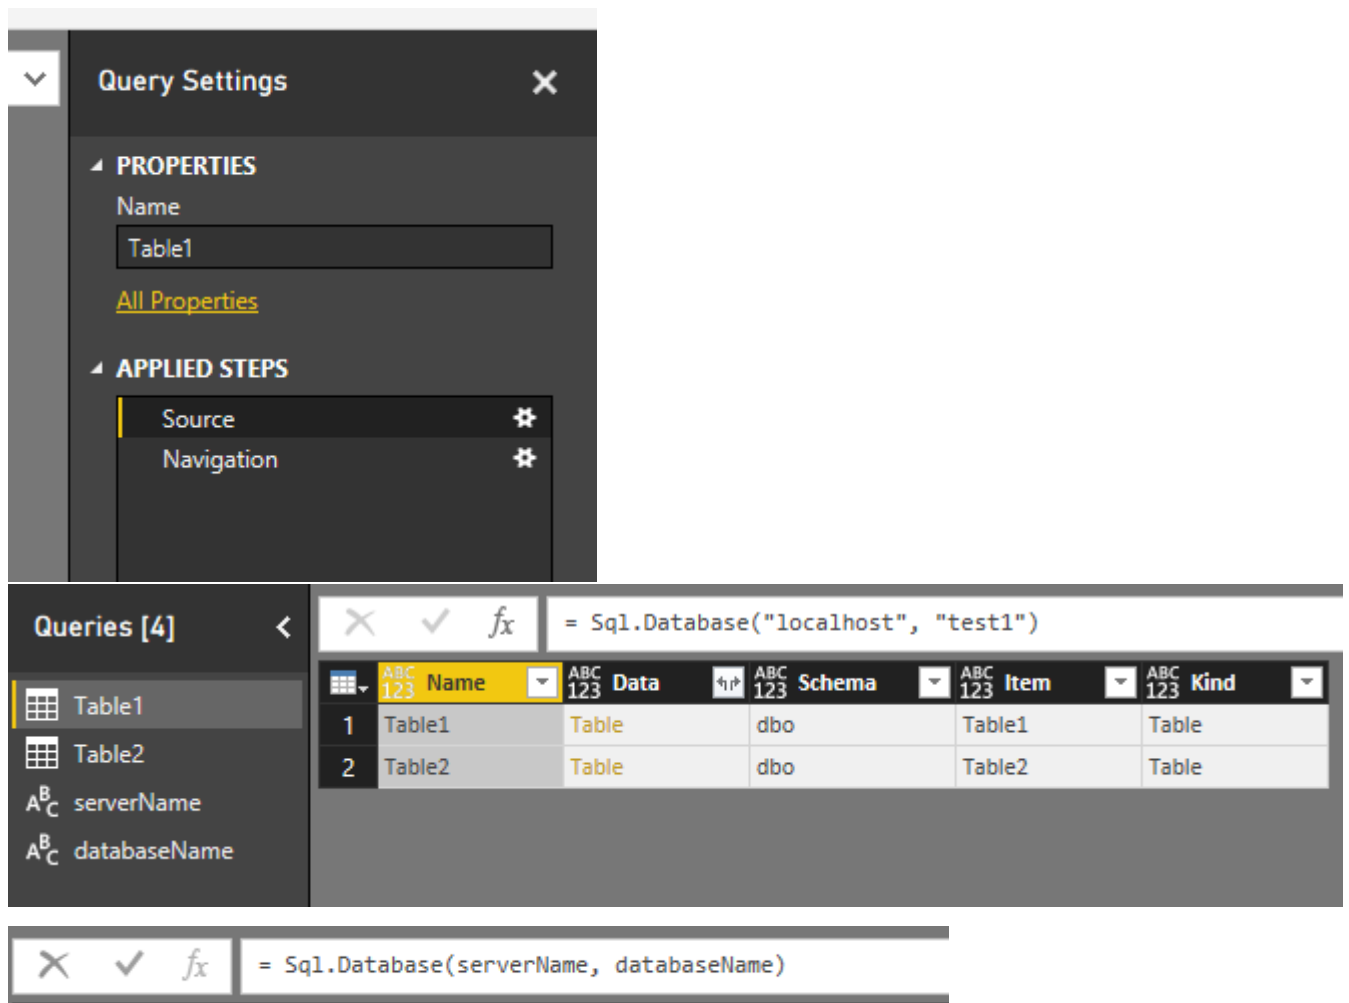 Query Settings
PROPERTIES
Name
Table1
All Properties
APPLIED STEPS
Source
Navigation
Queries [4]
fx = Sql.Database("localhost", "test1")
Table1
Table2
ABC serverName
ABC databaseName
ABC 123 Name ABC 123 Data ABC 123 Schema ABC 123 Item ABC 123 Kind
1 Table1 Table dbo Table1 Table
2 Table2 Table dbo Table2 Table
fx = Sql.Database(serverName, databaseName)